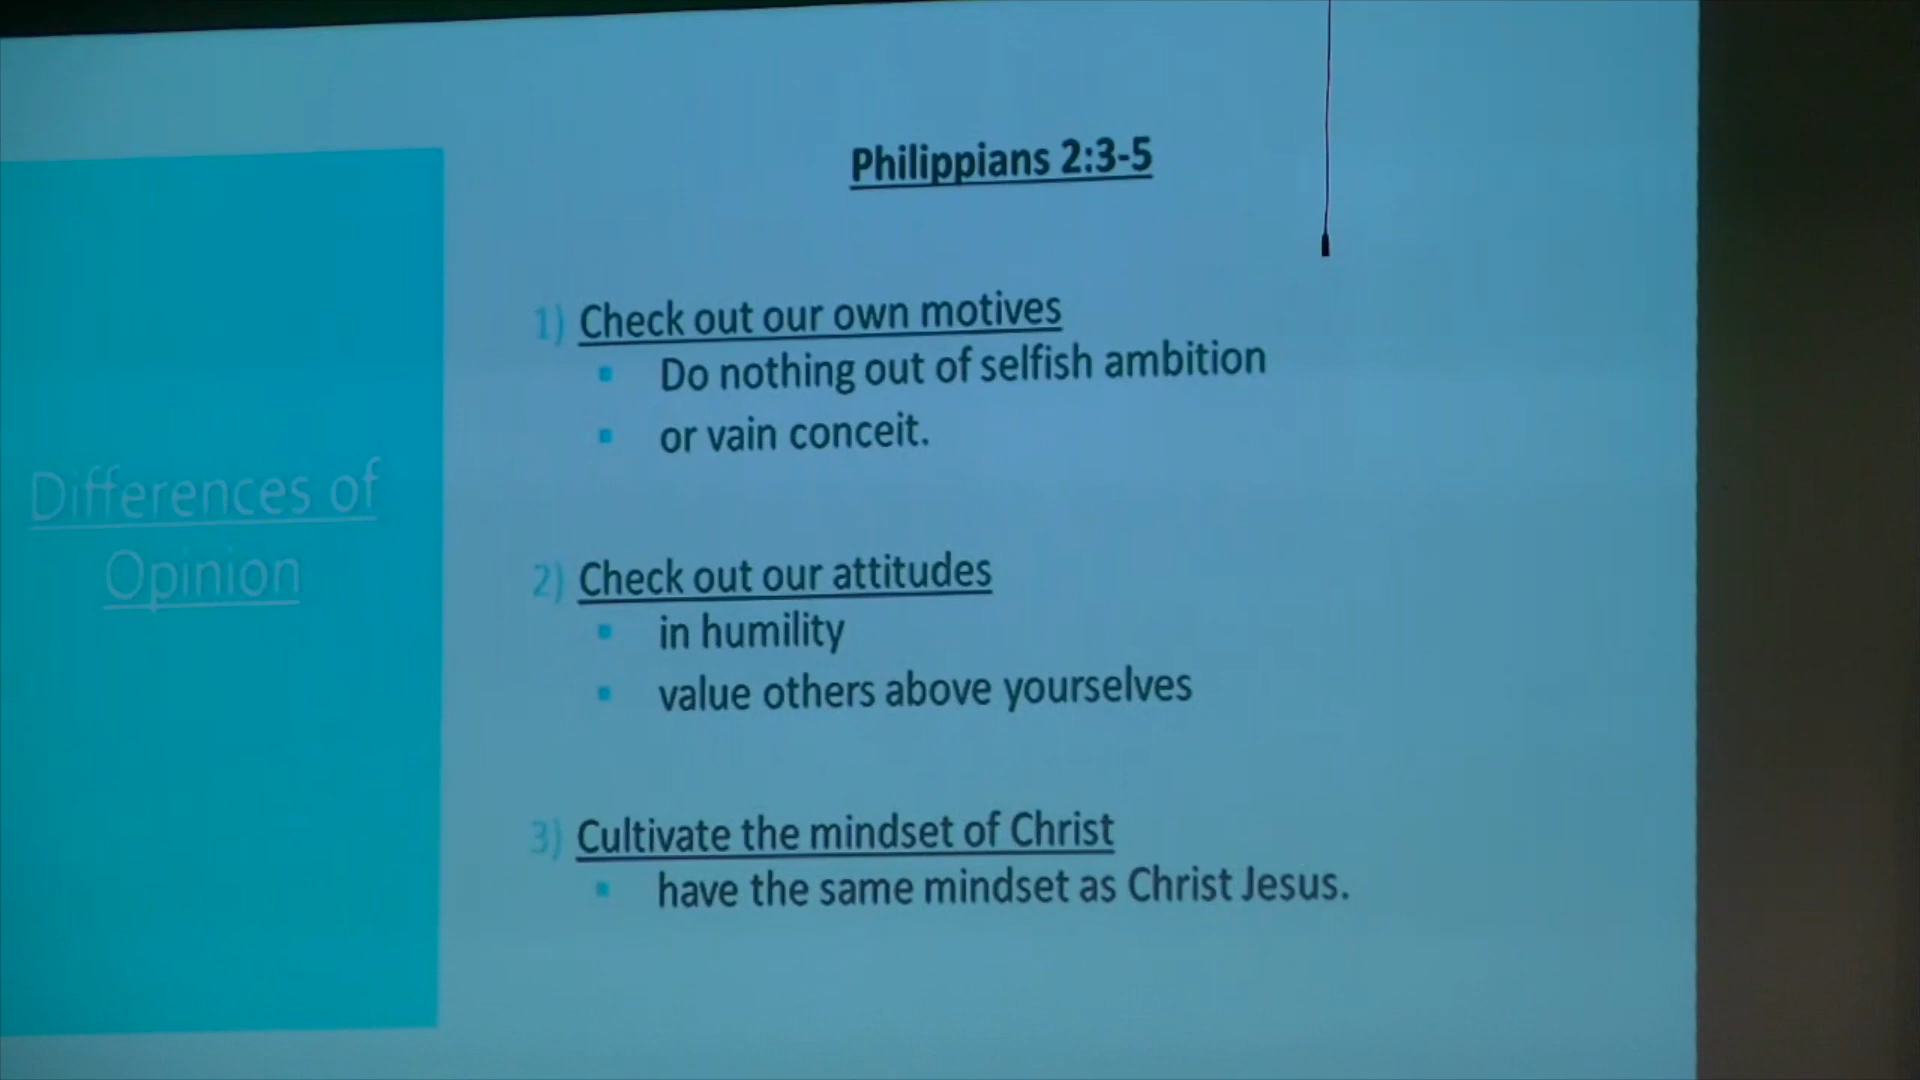 Differences of
Opinion
Philippians 2:3-5
1) Check out our own motives
▪ Do nothing out of selfish ambition
▪ or vain conceit.
2) Check out our attitudes
▪ in humility
▪ value others above yourselves
3) Cultivate the mindset of Christ
▪ have the same mindset as Christ Jesus.